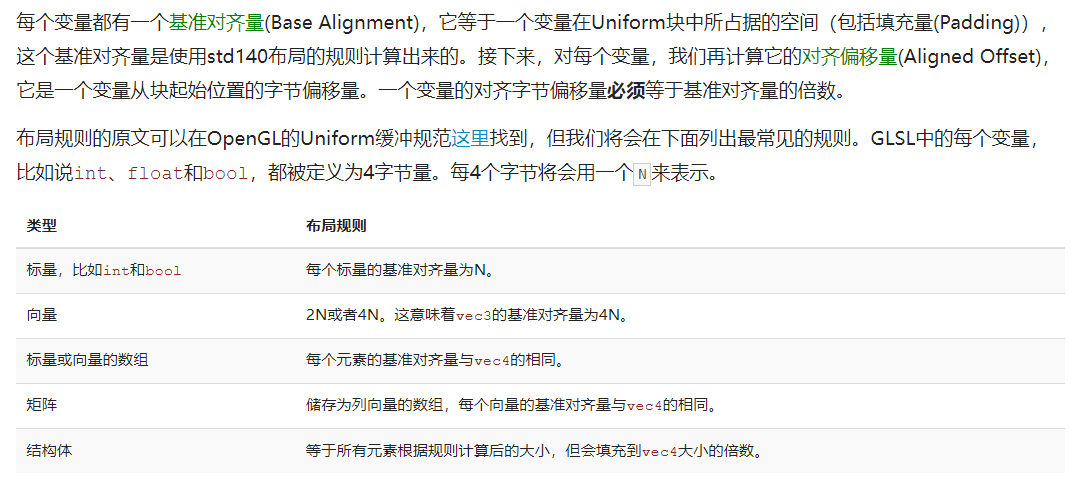 每个变量都有一个基准对齐量(Base Alignment)，它等于一个变量在Uniform块中所占据的空间（包括填充量(Padding)），
这个基准对齐量是使用std140布局的规则计算出来的。接下来，对每个变量，我们再计算它的对齐偏移量(Aligned Offset)，
它是一个变量从块起始位置的字节偏移量。一个变量的对齐字节偏移量必须等于基准对齐量的倍数。
布局规则的原文可以在OpenGL的Uniform缓冲规范这里找到，但我们将会在下面列出最常见的规则。GLSL中的每个变量，
比如说int、float和bool，都被定义为4字节量。每4个字节将会用一个N来表示。
类型 布局规则
标量，比如int和bool 每个标量的基准对齐量为N。
向量 2N或者4N。这意味着vec3的基准对齐量为4N。
标量或向量的数组 每个元素的基准对齐量与vec4的相同。
矩阵 储存为列向量的数组，每个向量的基准对齐量与vec4的相同。
结构体 等于所有元素根据规则计算后的大小，但会填充到vec4大小的倍数。